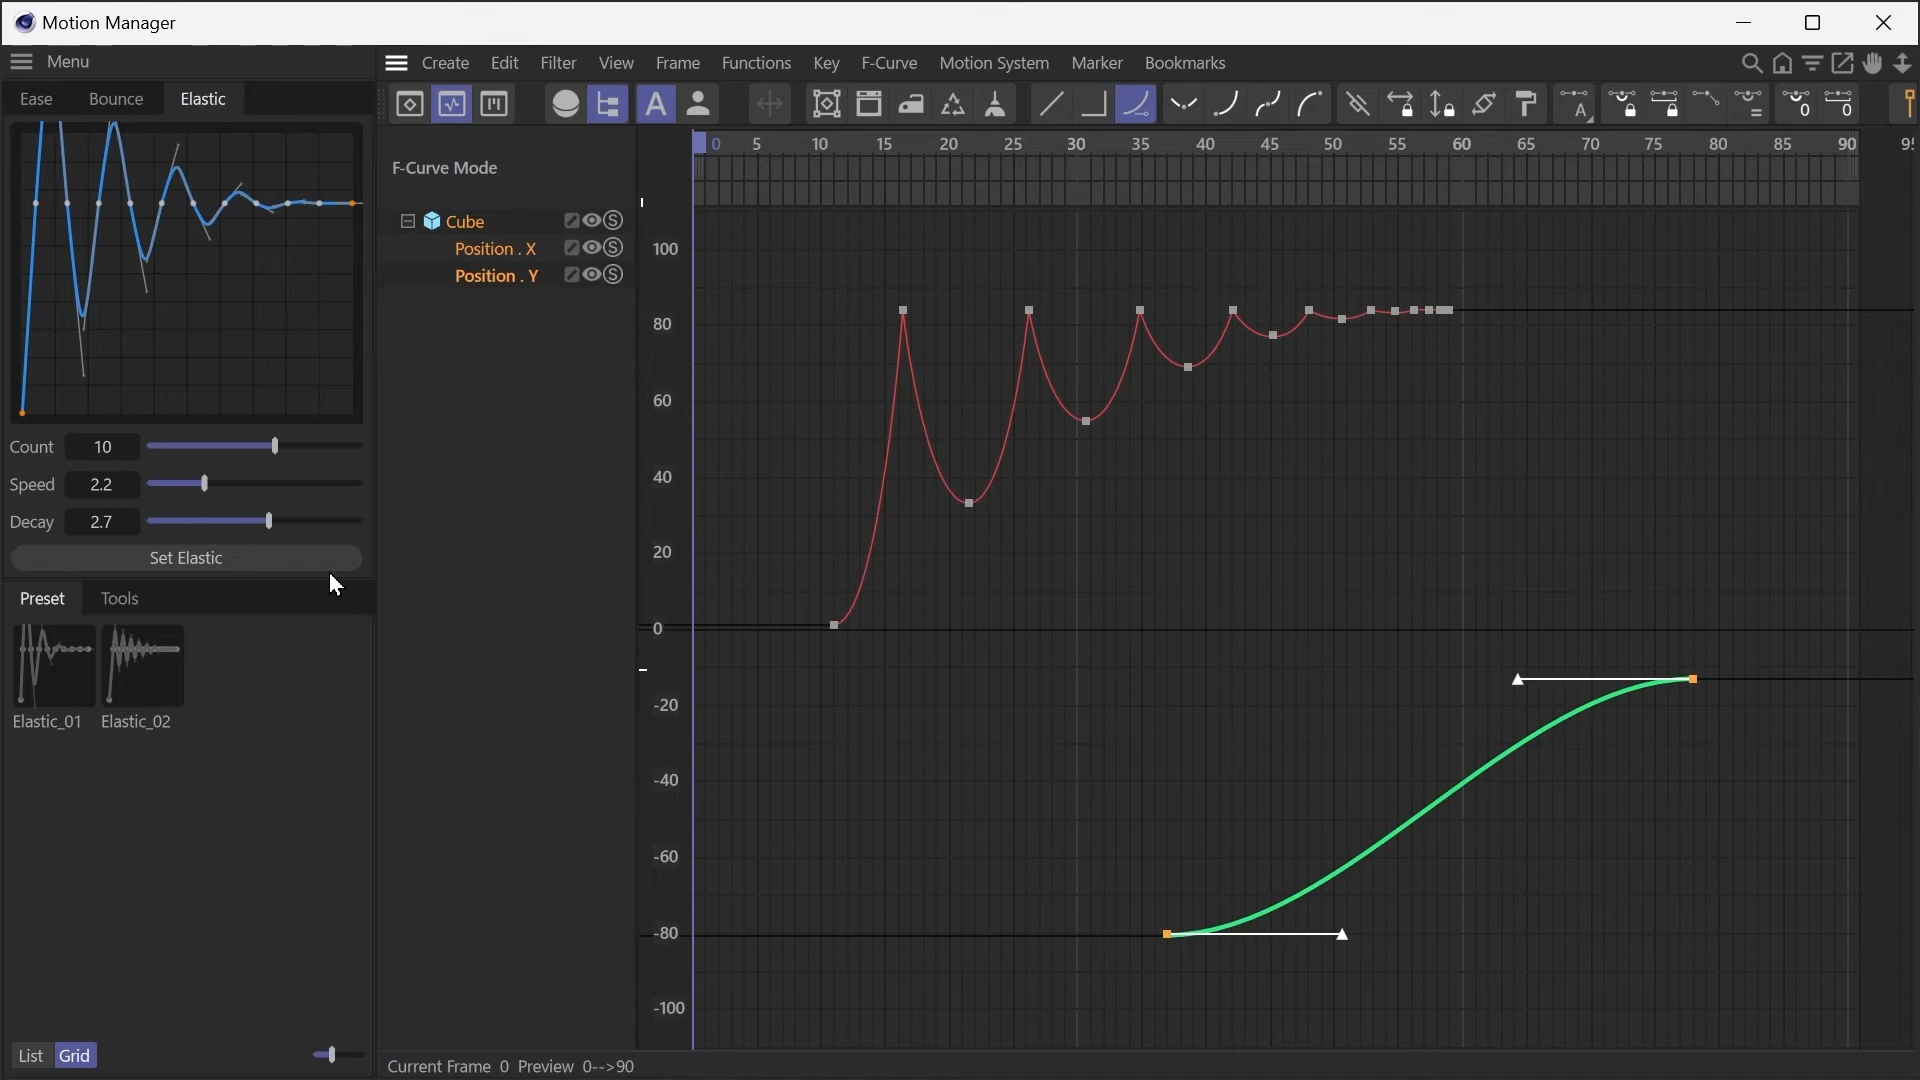 Motion Manager
Menu
Create Edit Filter View Frame Functions Key F-Curve Motion System Marker Bookmarks
Ease Bounce Elastic
A
A
0
0
0 5 10 15 20 25 30 35 40 45 50 55 60 65 70 75 80 85 90
F-Curve Mode
Cube S
Position . X S
Position . Y S
100
80
60
40
20
0
-20
-40
-60
-80
-100
Count 10
Speed 2.2
Decay 2.7
Set Elastic
Preset Tools
Elastic_01 Elastic_02
List Grid
Current Frame 0 Preview 0-->90